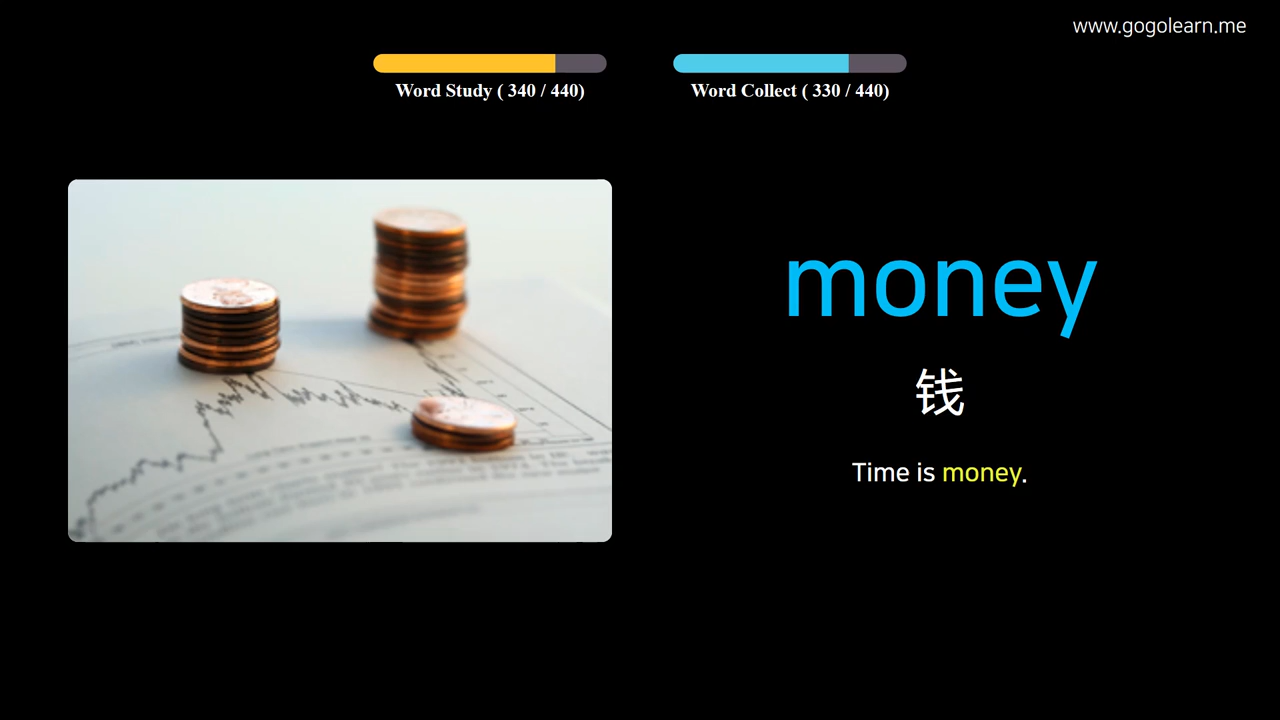 www.gogolearn.me
Word Study ( 340 / 440)
Word Collect ( 330 / 440)
money
钱
Time is money.